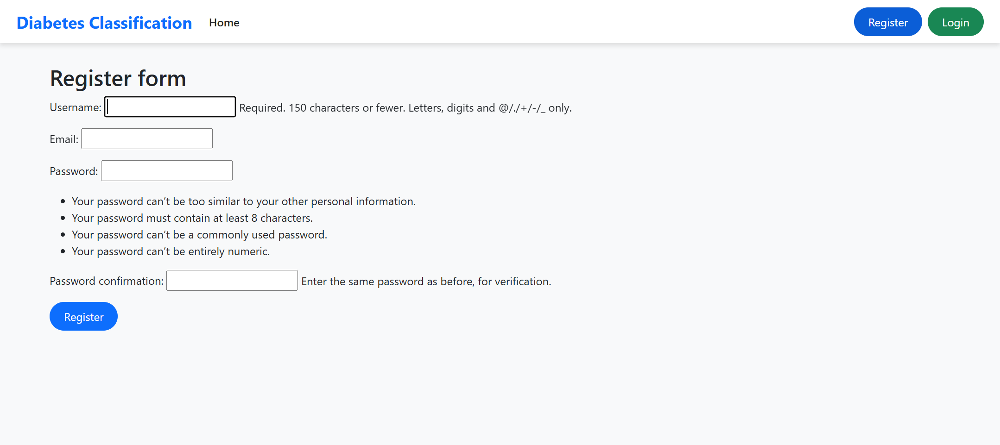 Diabetes Classification Home Register Login
Register form
Username: Required. 150 characters or fewer. Letters, digits and @/./+/-/_ only.
Email:
Password:
Your password can’t be too similar to your other personal information.
Your password must contain at least 8 characters.
Your password can’t be a commonly used password.
Your password can’t be entirely numeric.
Password confirmation: Enter the same password as before, for verification.
Register